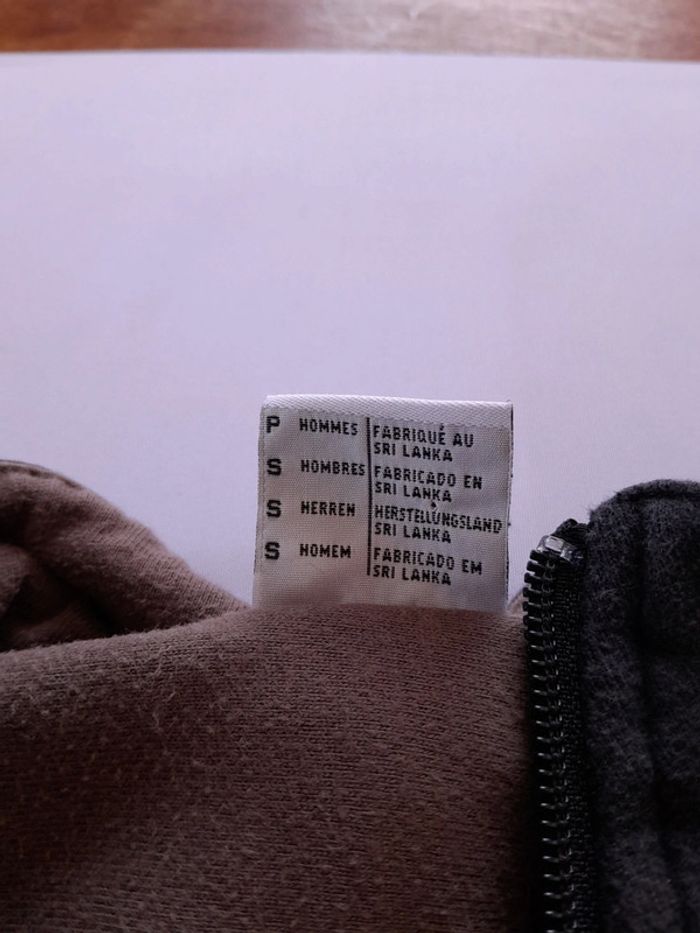 P HOMMES FABRIQUÉ AU
SRI LANKA
S HOMBRES FABRICADO EN
SRI LANKA
S HERREN HERSTELLUNGSLAND
SRI LANKA
S HOMEM FABRICADO EM
SRI LANKA